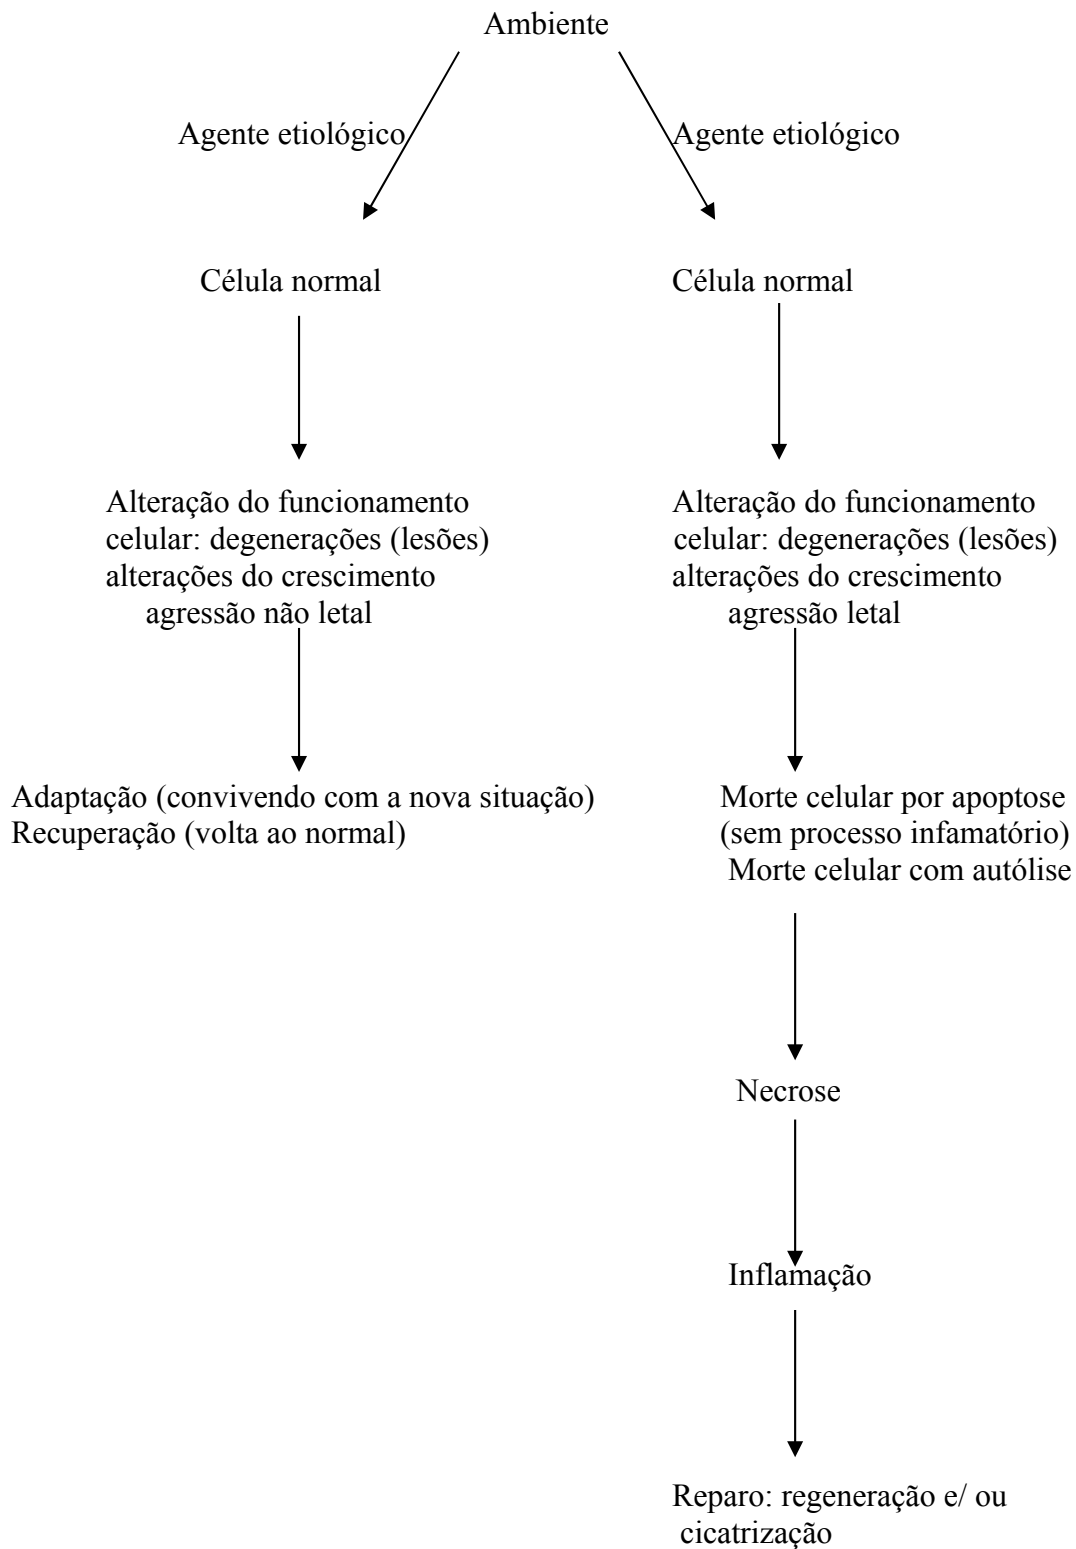 Ambiente
Agente etiológico
Agente etiológico
Célula normal
Célula normal
Alteração do funcionamento
celular: degenerações (lesões)
alterações do crescimento
agressão não letal
Alteração do funcionamento
celular: degenerações (lesões)
alterações do crescimento
agressão letal
Adaptação (convivendo com a nova situação)
Recuperação (volta ao normal)
Morte celular por apoptose
(sem processo infamatório)
Morte celular com autólise
Necrose
Inflamação
Reparo: regeneração e/ ou
cicatrização